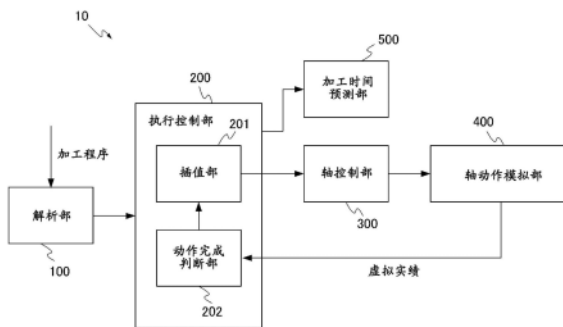 10
500
加工时间
预测部
200
执行控制部
201
插值部
400
加工程序
轴控制部
轴动作模拟部
解析部
300
100
动作完成
判断部
虚拟实绩
202